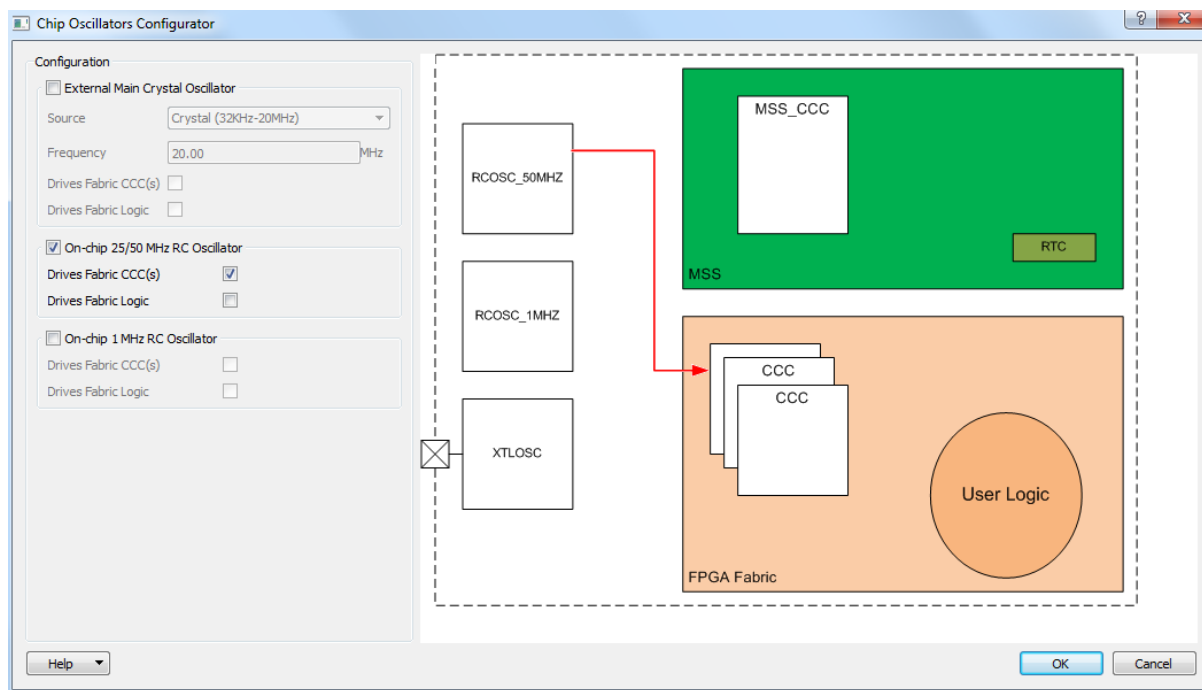 Chip Oscillators Configurator
?
X
Configuration
External Main Crystal Oscillator
Source
Crystal (32KHz-20MHz)
Frequency
20.00
MHz
Drives Fabric CCC(s)
Drives Fabric Logic
On-chip 25/50 MHz RC Oscillator
Drives Fabric CCC(s)
Drives Fabric Logic
On-chip 1 MHz RC Oscillator
Drives Fabric CCC(s)
Drives Fabric Logic
RCOSC_50MHZ
RCOSC_1MHZ
XTLOSC
MSS_CCC
RTC
MSS
CCC
CCC
User Logic
FPGA Fabric
Help
OK
Cancel